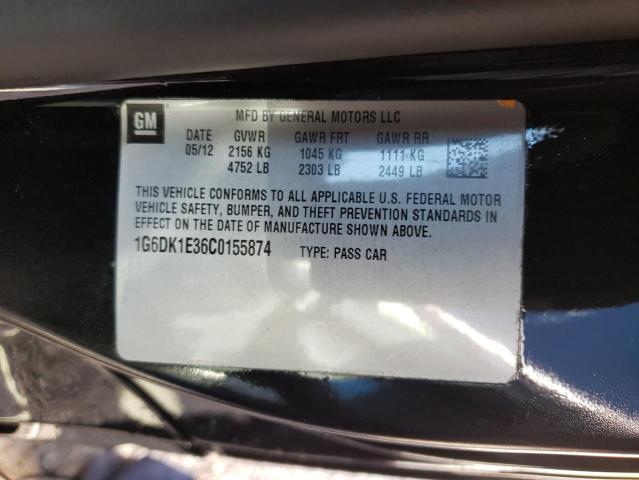 GM
MFD BY GENERAL MOTORS LLC
DATE GVWR GAWR FRT GAWR RR
05/12 2156 KG 1045 KG 1111 KG
4752 LB 2303 LB 2449 LB
THIS VEHICLE CONFORMS TO ALL APPLICABLE U.S. FEDERAL MOTOR
VEHICLE SAFETY, BUMPER, AND THEFT PREVENTION STANDARDS IN
EFFECT ON THE DATE OF MANUFACTURE SHOWN ABOVE.
1G6DK1E36C0155874 TYPE: PASS CAR